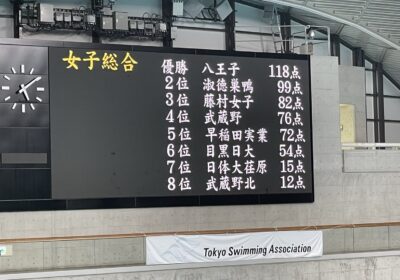 女子総合
優勝 八王子 118点
2位 淑徳巣鴨 99点
3位 藤村女子 82点
4位 武蔵野 76点
5位 早稲田実業 72点
6位 目黒日大 54点
7位 日体大荏原 15点
8位 武蔵野北 12点
Tokyo Swimming Association